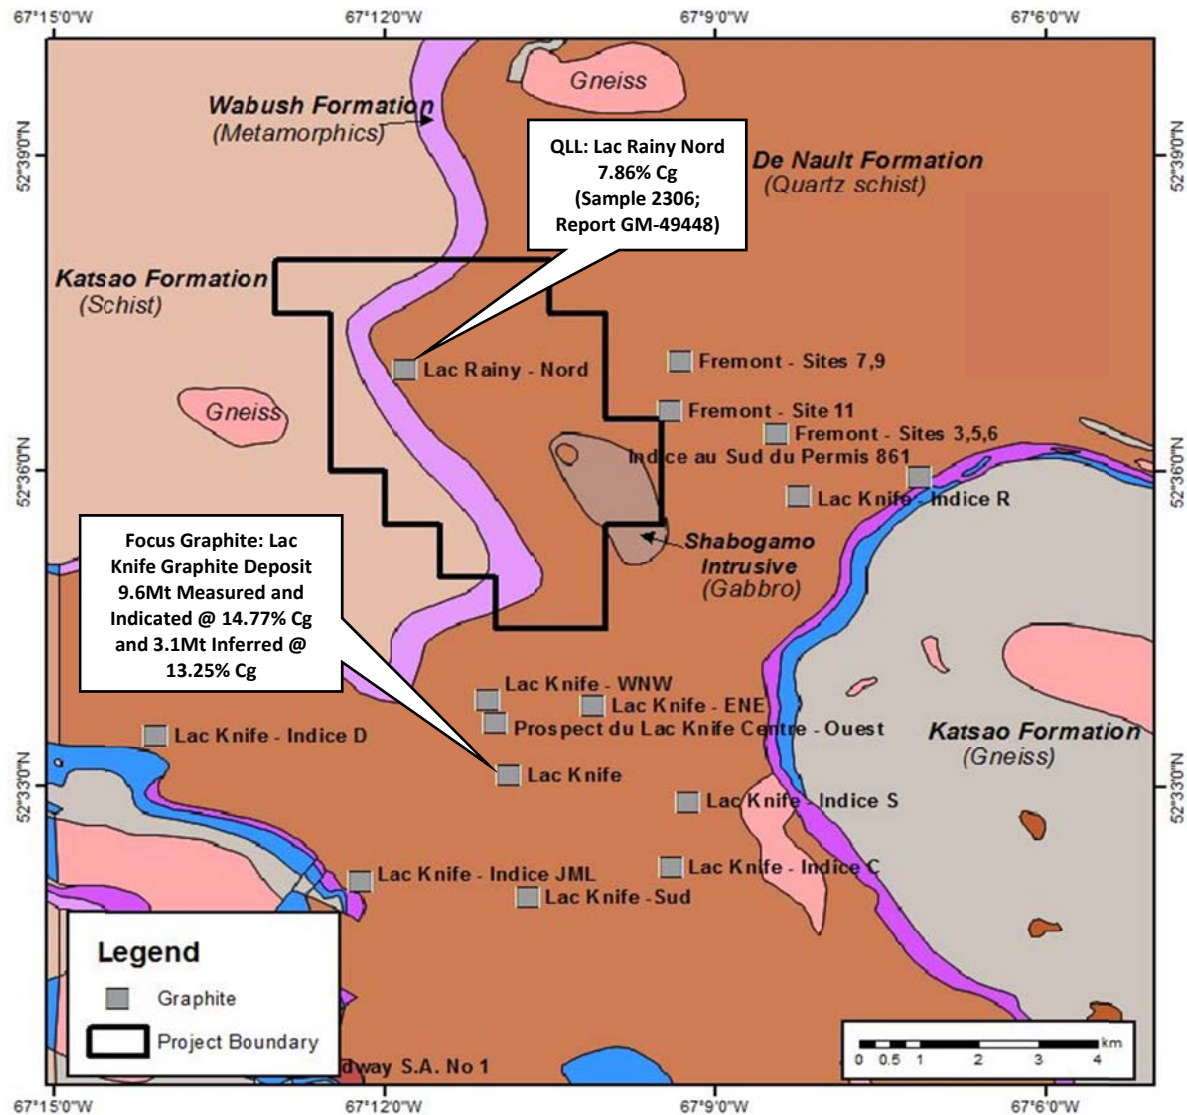 67°15'0"W 67°12'0"W 67°9'0"W 67°6'0"W
Gneiss
Wabush Formation
(Metamorphics)
QLL: Lac Rainy Nord
7.86% Cg
(Sample 2306;
Report GM-49448)
De Nault Formation
(Quartz schist)
52°39'0"N
52°39'0"N
Katsao Formation
(Schist)
Lac Rainy - Nord
Fremont - Sites 7,9
Gneiss
Fremont - Site 11
Fremont - Sites 3,5,6
Indice au Sud du Permis 861
52°36'0"N
52°36'0"N
Lac Knife - Indice R
Shabogamo
Intrusive
(Gabbro)
Focus Graphite: Lac
Knife Graphite Deposit
9.6Mt Measured and
Indicated @ 14.77% Cg
and 3.1Mt Inferred @
13.25% Cg
Lac Knife - WNW
Lac Knife - ENE
Prospect du Lac Knife Centre - Ouest
Lac Knife - Indice D
Katsao Formation
(Gneiss)
Lac Knife
52°33'0"N
52°33'0"N
Lac Knife - Indice S
Lac Knife - Indice C
Lac Knife - Indice JML
Lac Knife -Sud
Legend
Graphite
Project Boundary
dway S.A. No 1
km
0 0.5 1 2 3 4
67°15'0"W 67°12'0"W 67°9'0"W 67°6'0"W